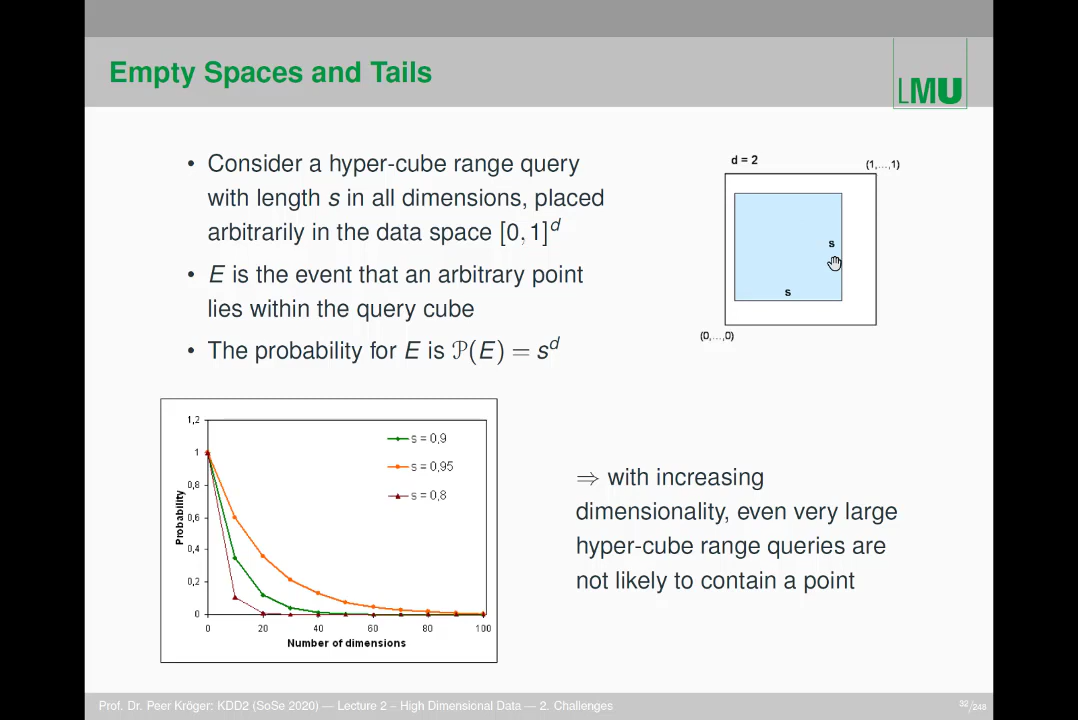 Empty Spaces and Tails
LMU
• Consider a hyper-cube range query
with length s in all dimensions, placed
arbitrarily in the data space [0, 1]^d
• E is the event that an arbitrary point
lies within the query cube
• The probability for E is 𝒫(E) = s^d
d = 2
(1,...,1)
s
s
(0,...,0)
1,2
1
0,8
0,6
0,4
0,2
0
0 20 40 60 80 100
Probability
Number of dimensions
s = 0,9
s = 0,95
s = 0,8
⇒ with increasing
dimensionality, even very large
hyper-cube range queries are
not likely to contain a point
Prof. Dr. Peer Kröger: KDD2 (SoSe 2020) — Lecture 2 – High Dimensional Data — 2. Challenges
32/248